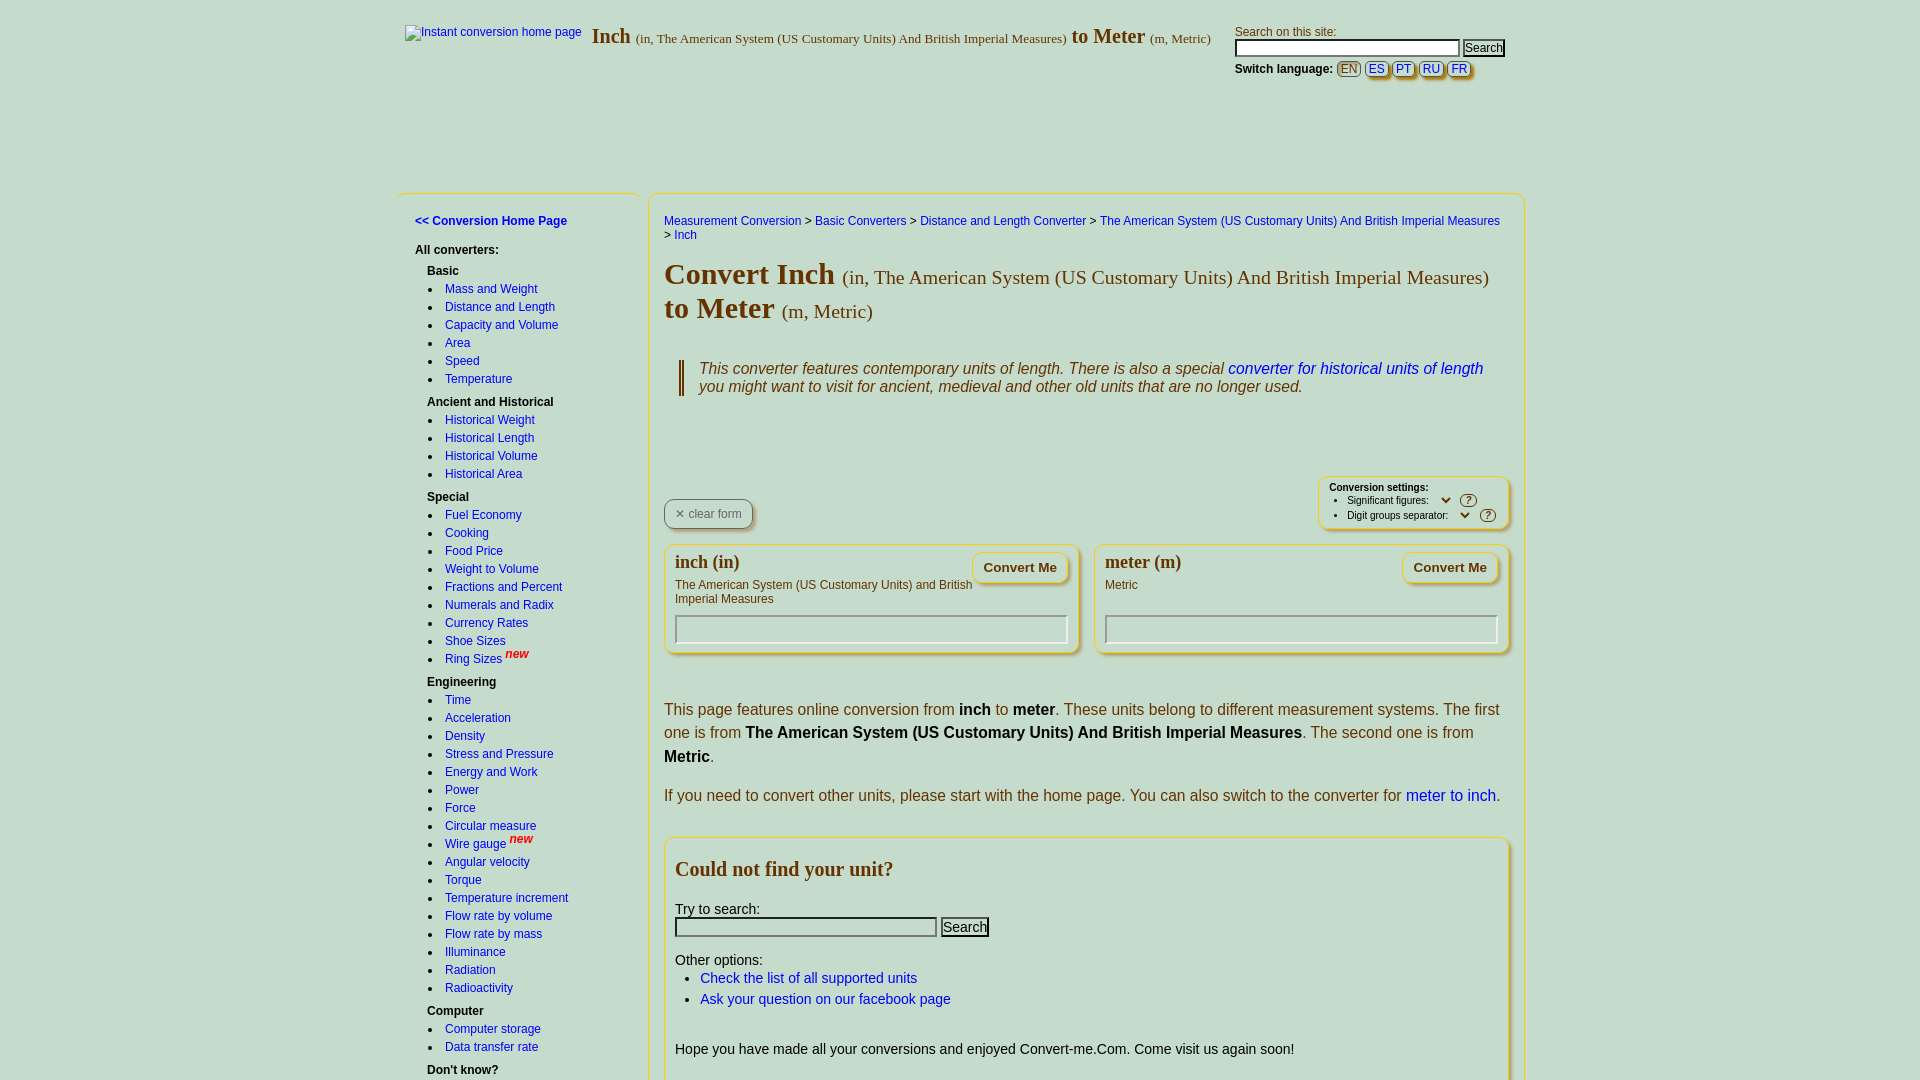 Instant conversion home page
Inch (in, The American System (US Customary Units) And British Imperial Measures) to Meter (m, Metric)
Search on this site:
Search
Switch language: EN ES PT RU FR
<< Conversion Home Page
All converters:
Basic
Mass and Weight
Distance and Length
Capacity and Volume
Area
Speed
Temperature
Ancient and Historical
Historical Weight
Historical Length
Historical Volume
Historical Area
Special
Fuel Economy
Cooking
Food Price
Weight to Volume
Fractions and Percent
Numerals and Radix
Currency Rates
Shoe Sizes
Ring Sizes new
Engineering
Time
Acceleration
Density
Stress and Pressure
Energy and Work
Power
Force
Circular measure
Wire gauge new
Angular velocity
Torque
Temperature increment
Flow rate by volume
Flow rate by mass
Illuminance
Radiation
Radioactivity
Computer
Computer storage
Data transfer rate
Don't know?
Measurement Conversion > Basic Converters > Distance and Length Converter > The American System (US Customary Units) And British Imperial Measures
> Inch
Convert Inch (in, The American System (US Customary Units) And British Imperial Measures)
to Meter (m, Metric)
This converter features contemporary units of length. There is also a special converter for historical units of length
you might want to visit for ancient, medieval and other old units that are no longer used.
✕ clear form
Conversion settings:
Significant figures: ?
Digit groups separator: ?
inch (in)
Convert Me
The American System (US Customary Units) and British
Imperial Measures
meter (m)
Convert Me
Metric
This page features online conversion from inch to meter. These units belong to different measurement systems. The first
one is from The American System (US Customary Units) And British Imperial Measures. The second one is from
Metric.
If you need to convert other units, please start with the home page. You can also switch to the converter for meter to inch.
Could not find your unit?
Try to search:
Search
Other options:
Check the list of all supported units
Ask your question on our facebook page
Hope you have made all your conversions and enjoyed Convert-me.Com. Come visit us again soon!